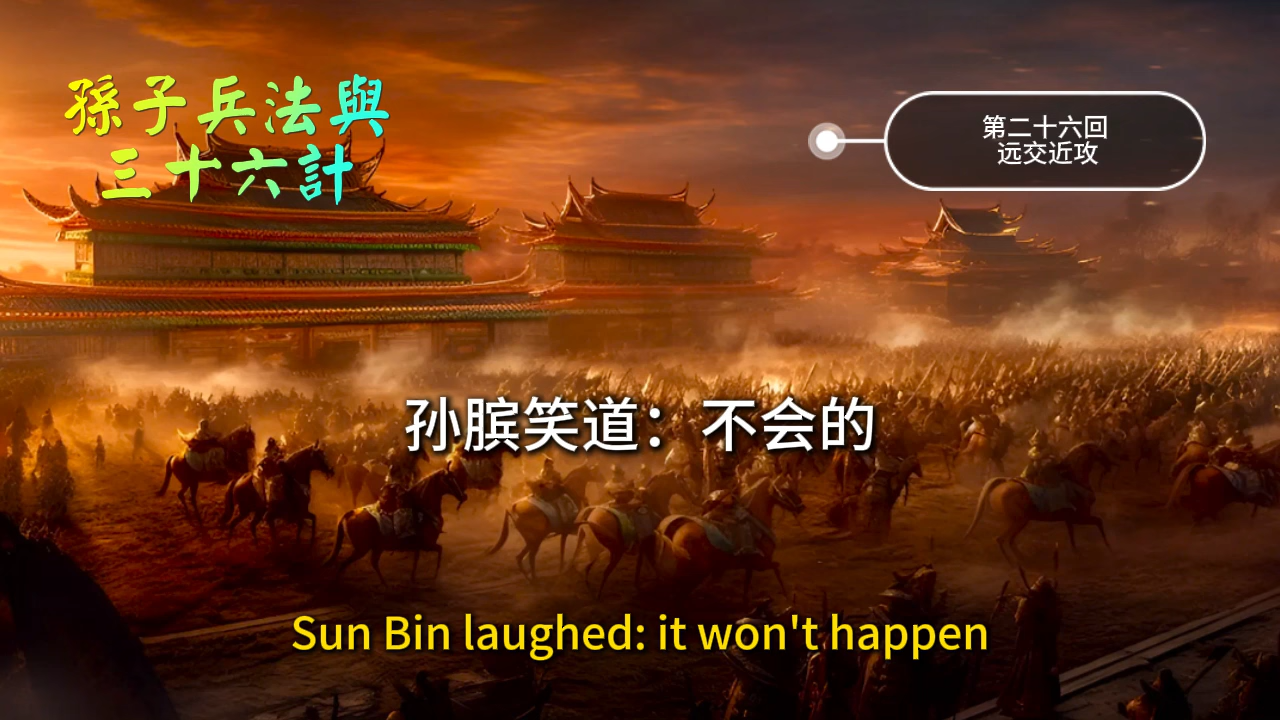 孫子兵法與
三十六計
第二十六回
远交近攻
孙膑笑道：不会的
Sun Bin laughed: it won't happen